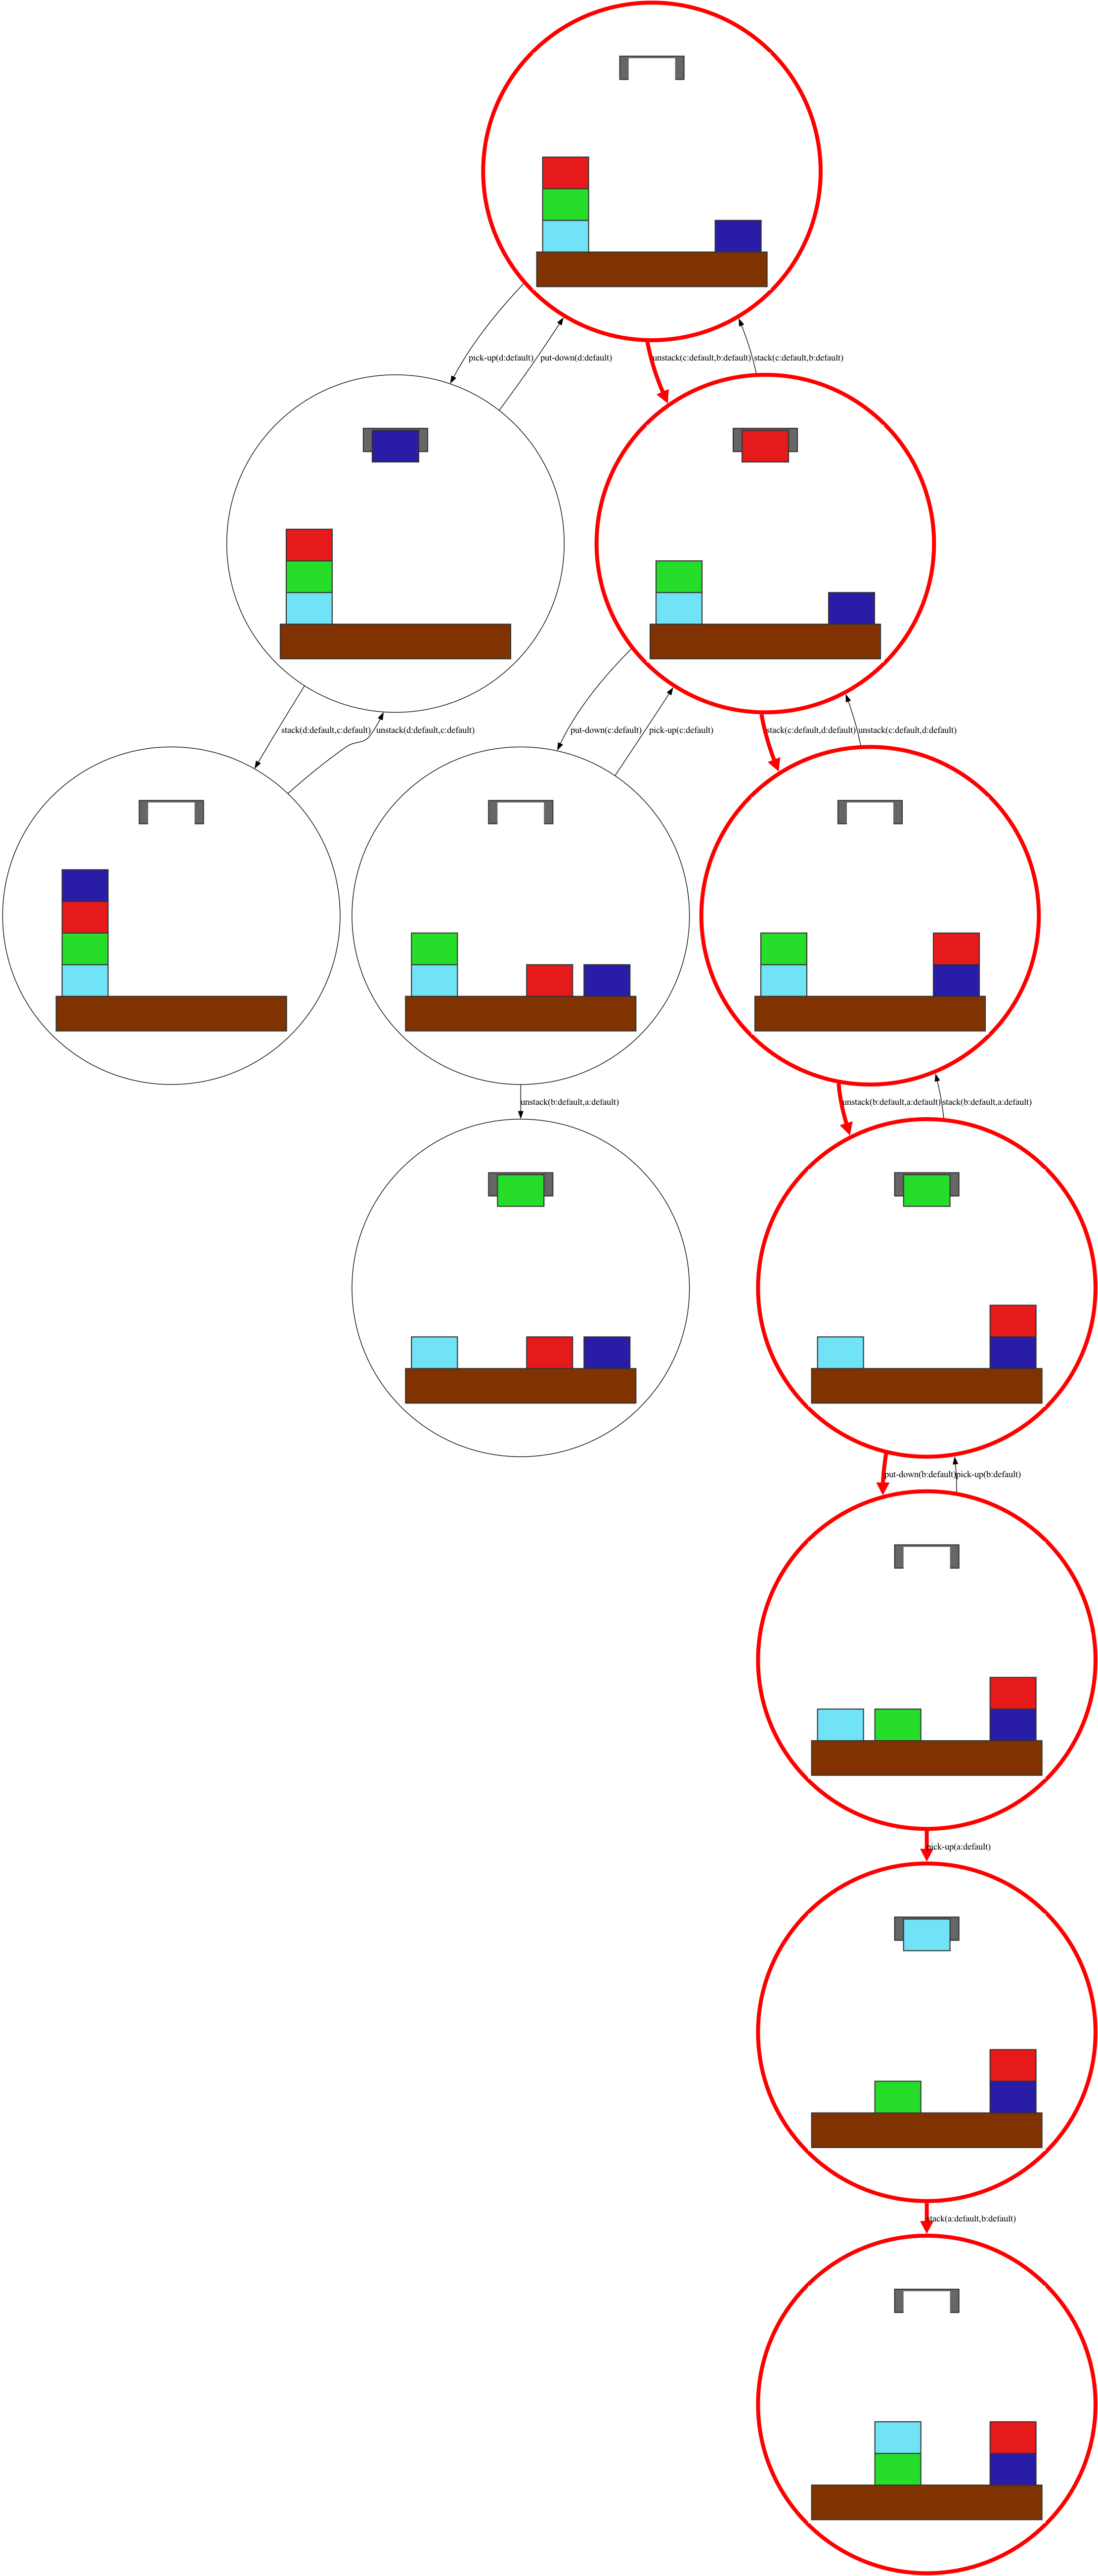 pick-up(d:default)
put-down(d:default)
unstack(c:default,b:default)
stack(c:default,b:default)
stack(d:default,c:default)
unstack(d:default,c:default)
put-down(c:default)
pick-up(c:default)
stack(c:default,d:default)
unstack(c:default,d:default)
unstack(b:default,a:default)
unstack(b:default,a:default)
stack(b:default,a:default)
put-down(b:default)
pick-up(b:default)
pick-up(a:default)
stack(a:default,b:default)